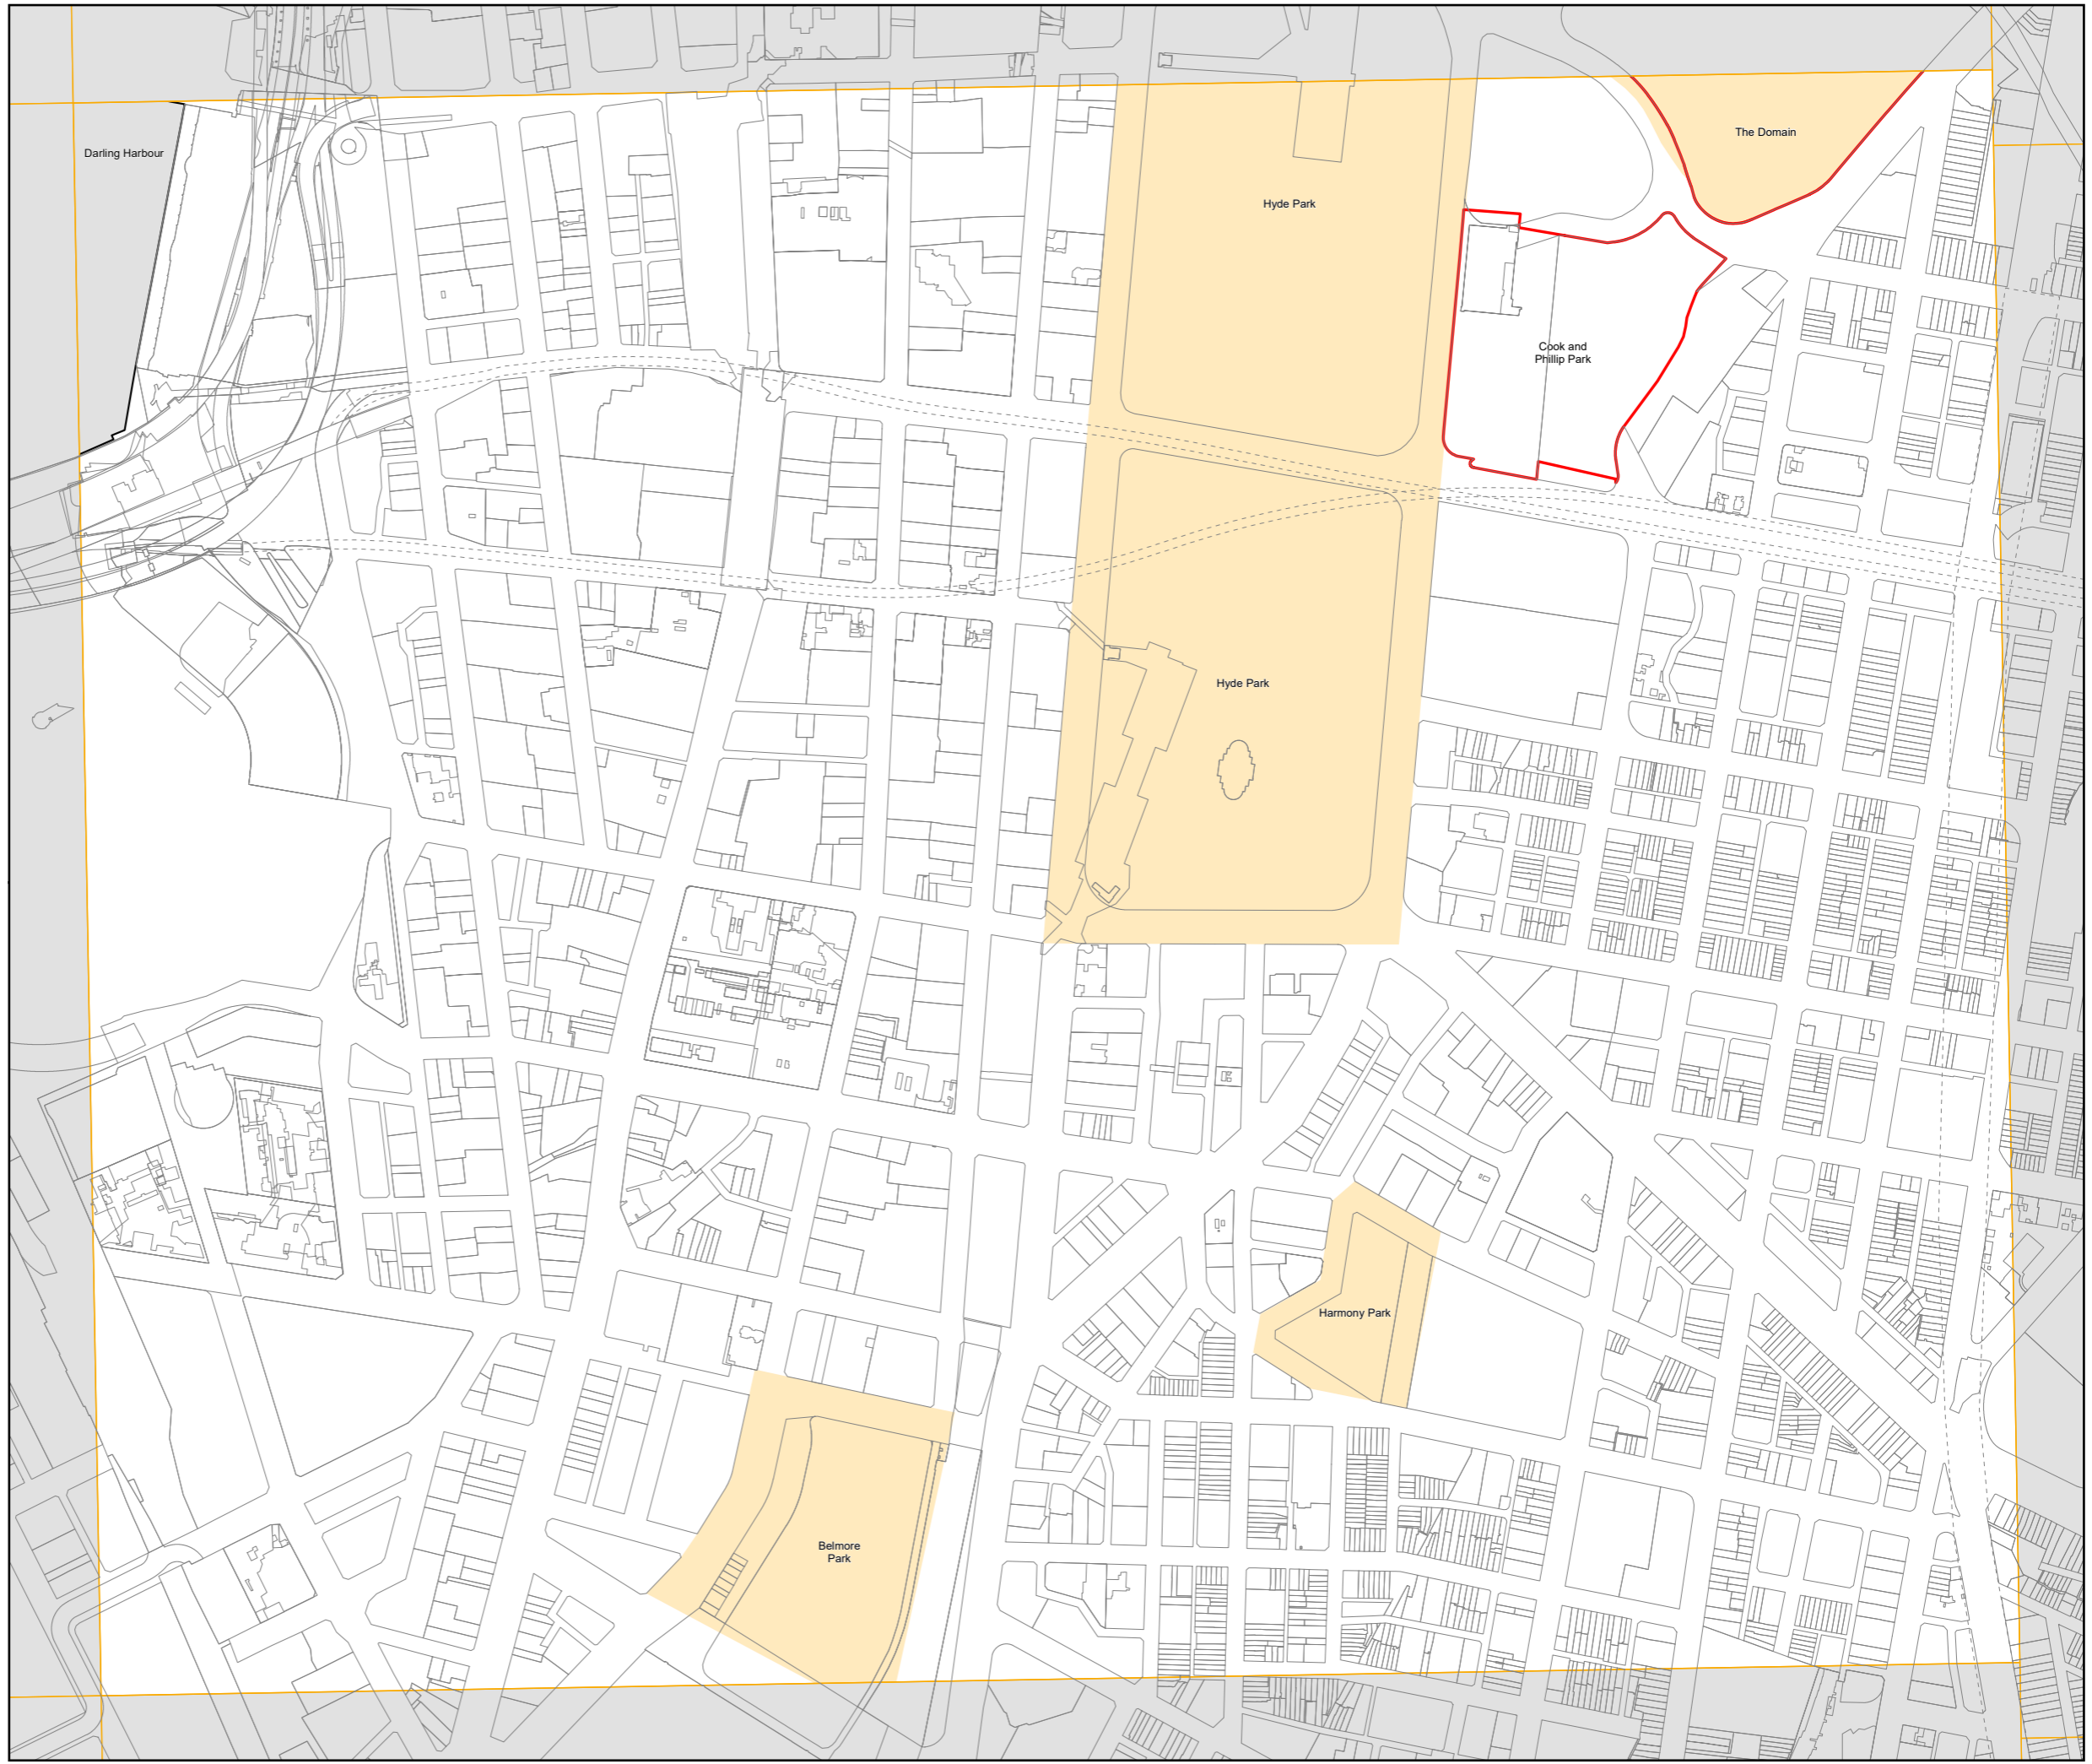 The Domain
Darling Harbour
Hyde Park
Cook and
Phillip Park
Hyde Park
Harmony Park
Belmore
Park